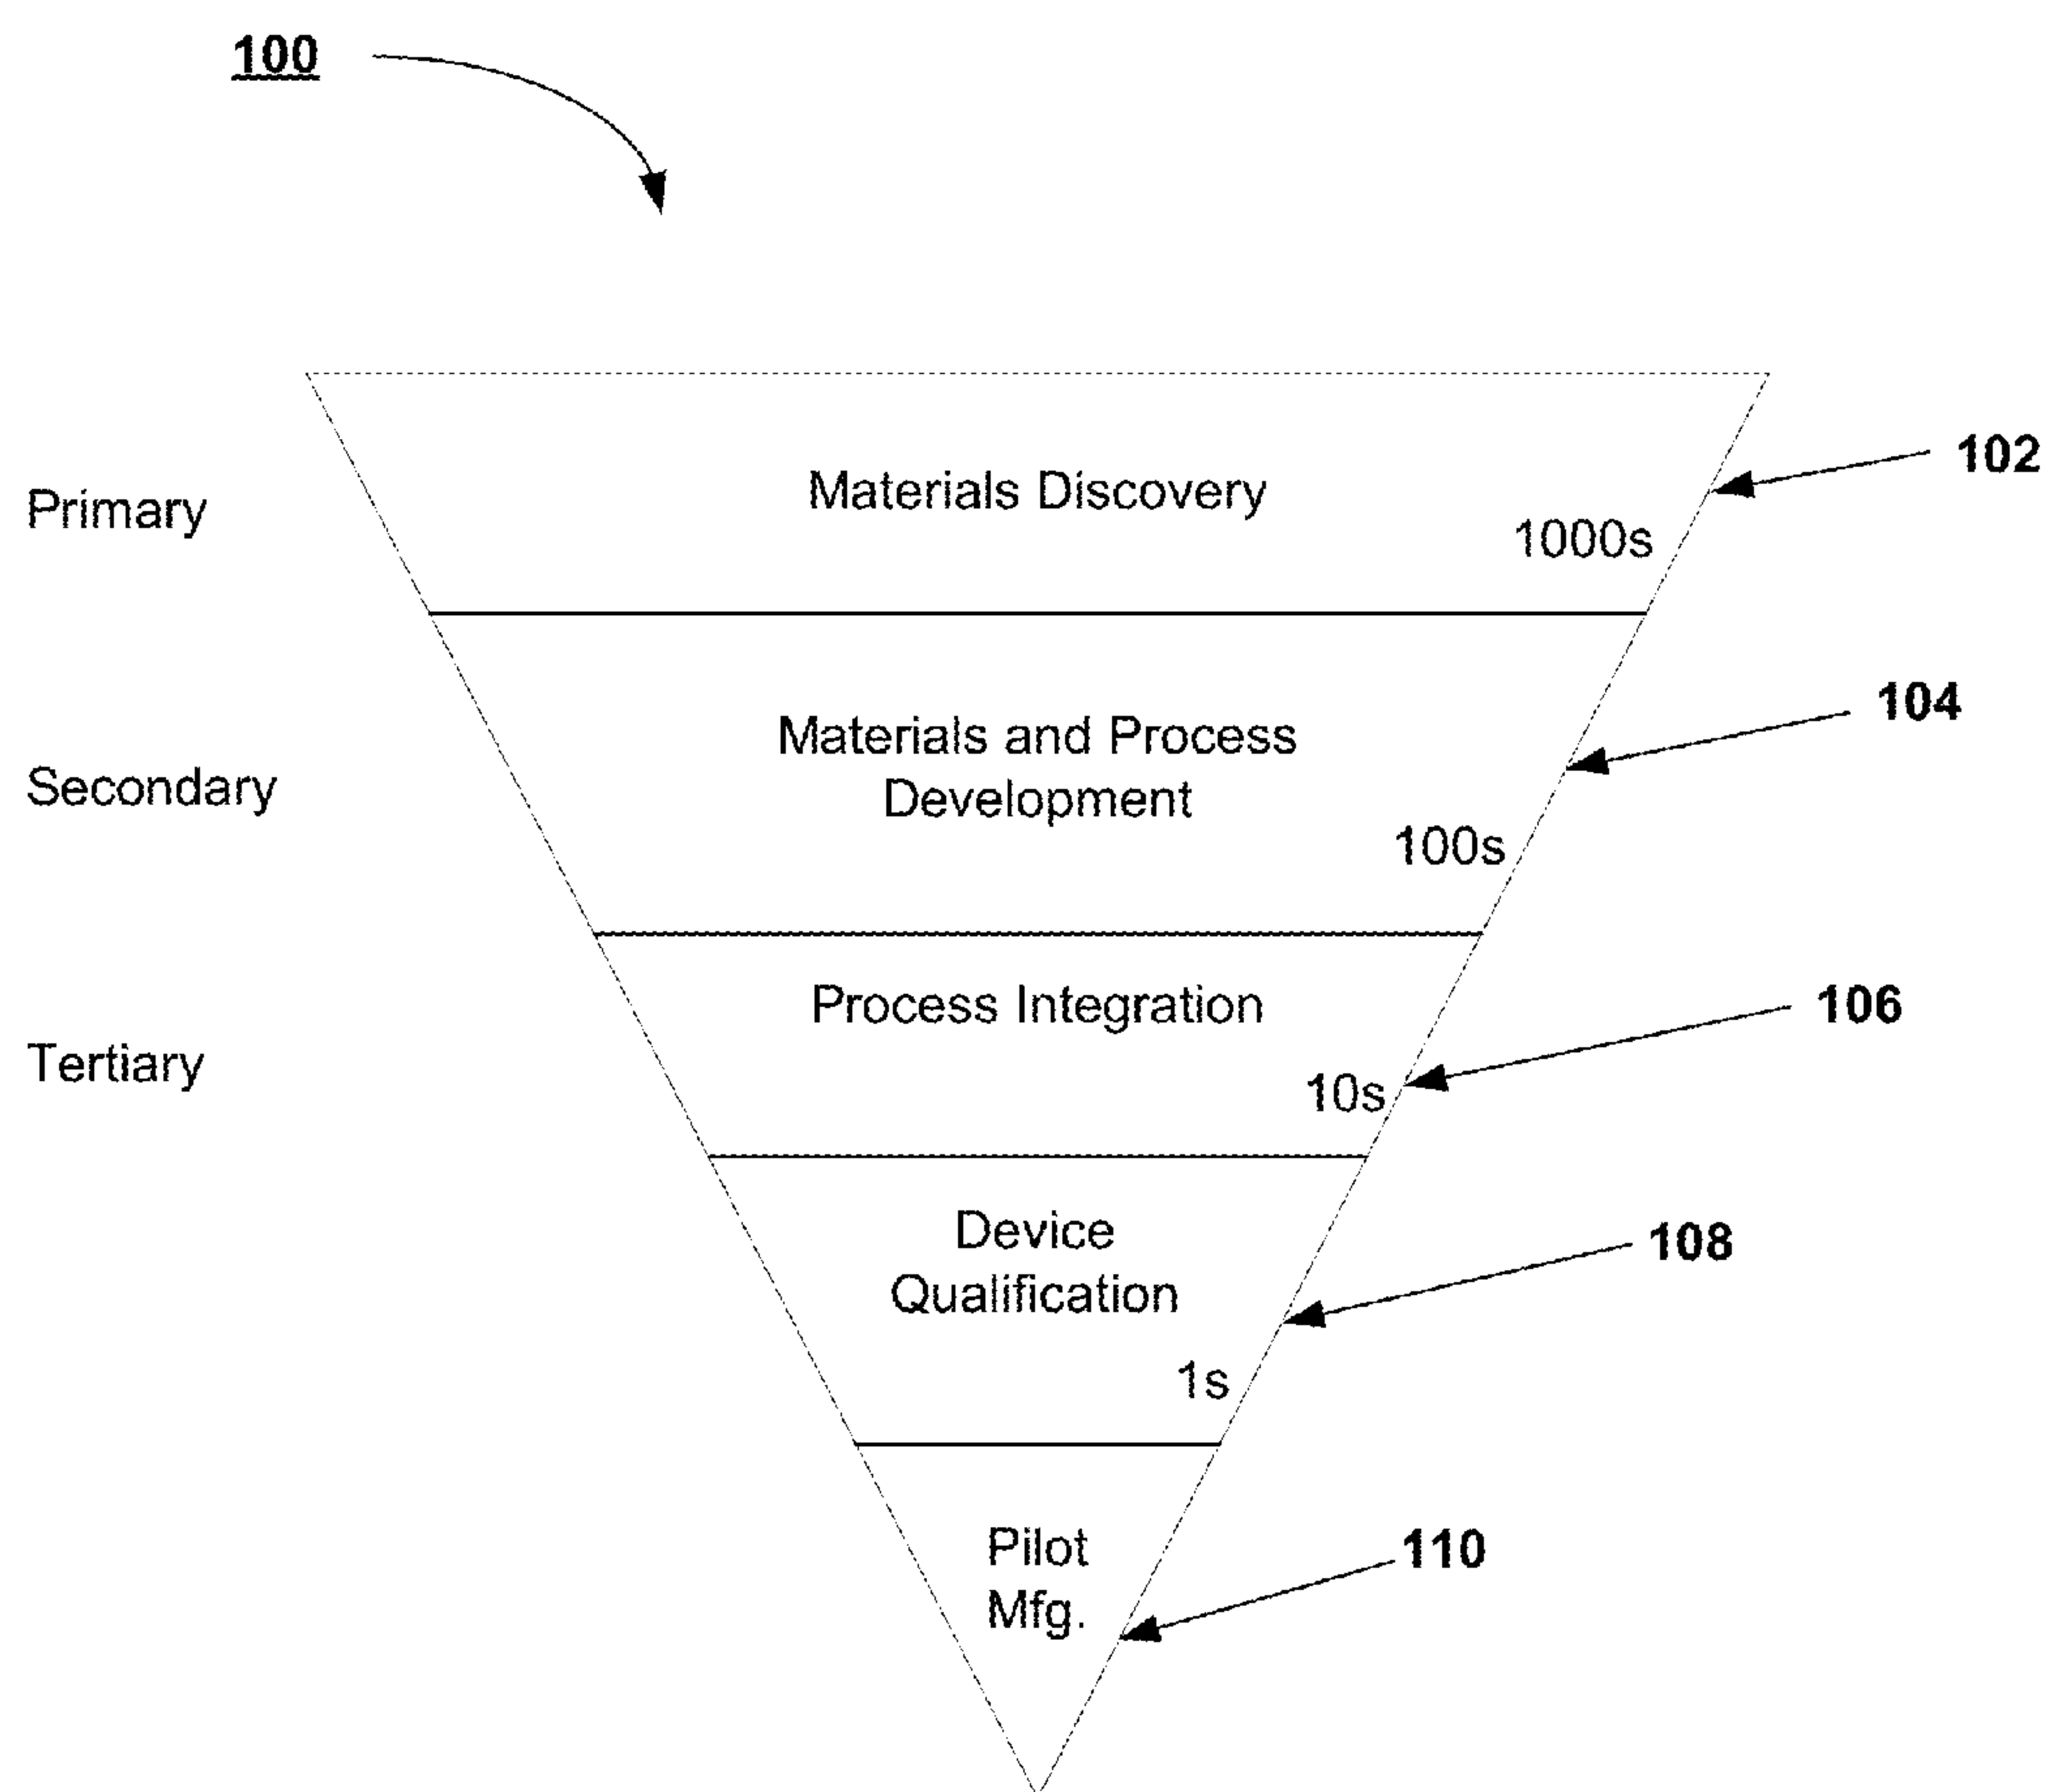 100
102
Materials Discovery
Primary
1000s
104
Materials and Process
Secondary
Development
100s
106
Process Integration
Tertiary
10s
108
Device
Qualification
1s
110
Pilot
Mfg.